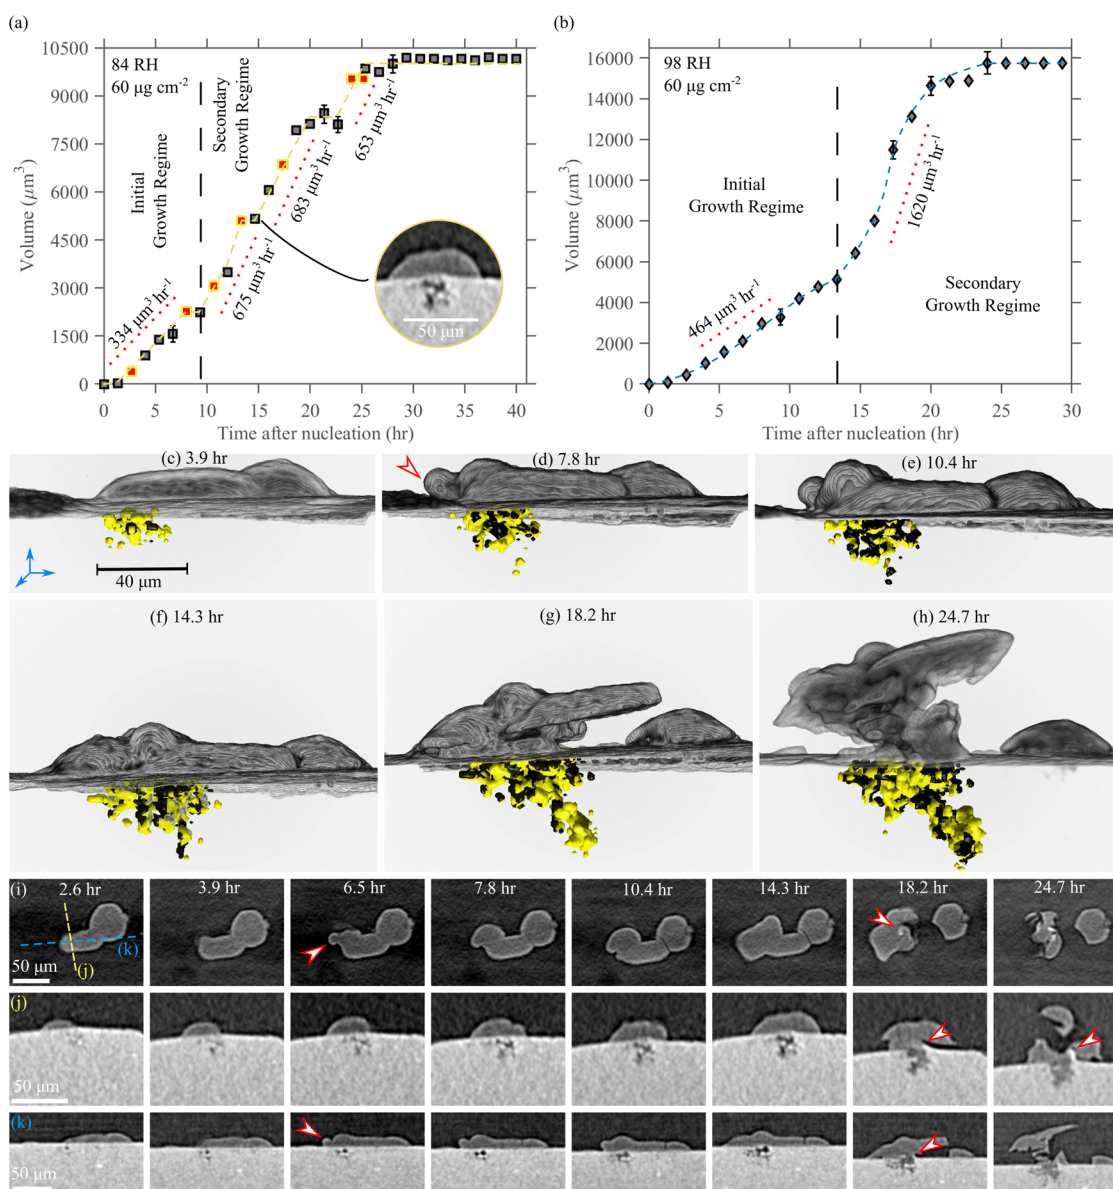 (a)
84 RH
60 μg cm-2
Initial
Growth Regime
Secondary
Growth Regime
334 μm3 hr-1
675 μm3 hr-1
683 μm3 hr-1
653 μm3 hr-1
50 μm
Volume (μm3)
10500
9000
7500
6000
4500
3000
1500
0
0 5 10 15 20 25 30 35 40
Time after nucleation (hr)
(b)
98 RH
60 μg cm-2
Initial
Growth Regime
464 μm3 hr-1
1620 μm3 hr-1
Secondary
Growth Regime
Volume (μm3)
16000
14000
12000
10000
8000
6000
4000
2000
0
0 5 10 15 20 25 30
Time after nucleation (hr)
(c) 3.9 hr
40 μm
(d) 7.8 hr
(e) 10.4 hr
(f) 14.3 hr
(g) 18.2 hr
(h) 24.7 hr
(i) 2.6 hr 3.9 hr 6.5 hr 7.8 hr 10.4 hr 14.3 hr 18.2 hr 24.7 hr
(k)
(j)
50 μm
(j)
50 μm
(k)
50 μm